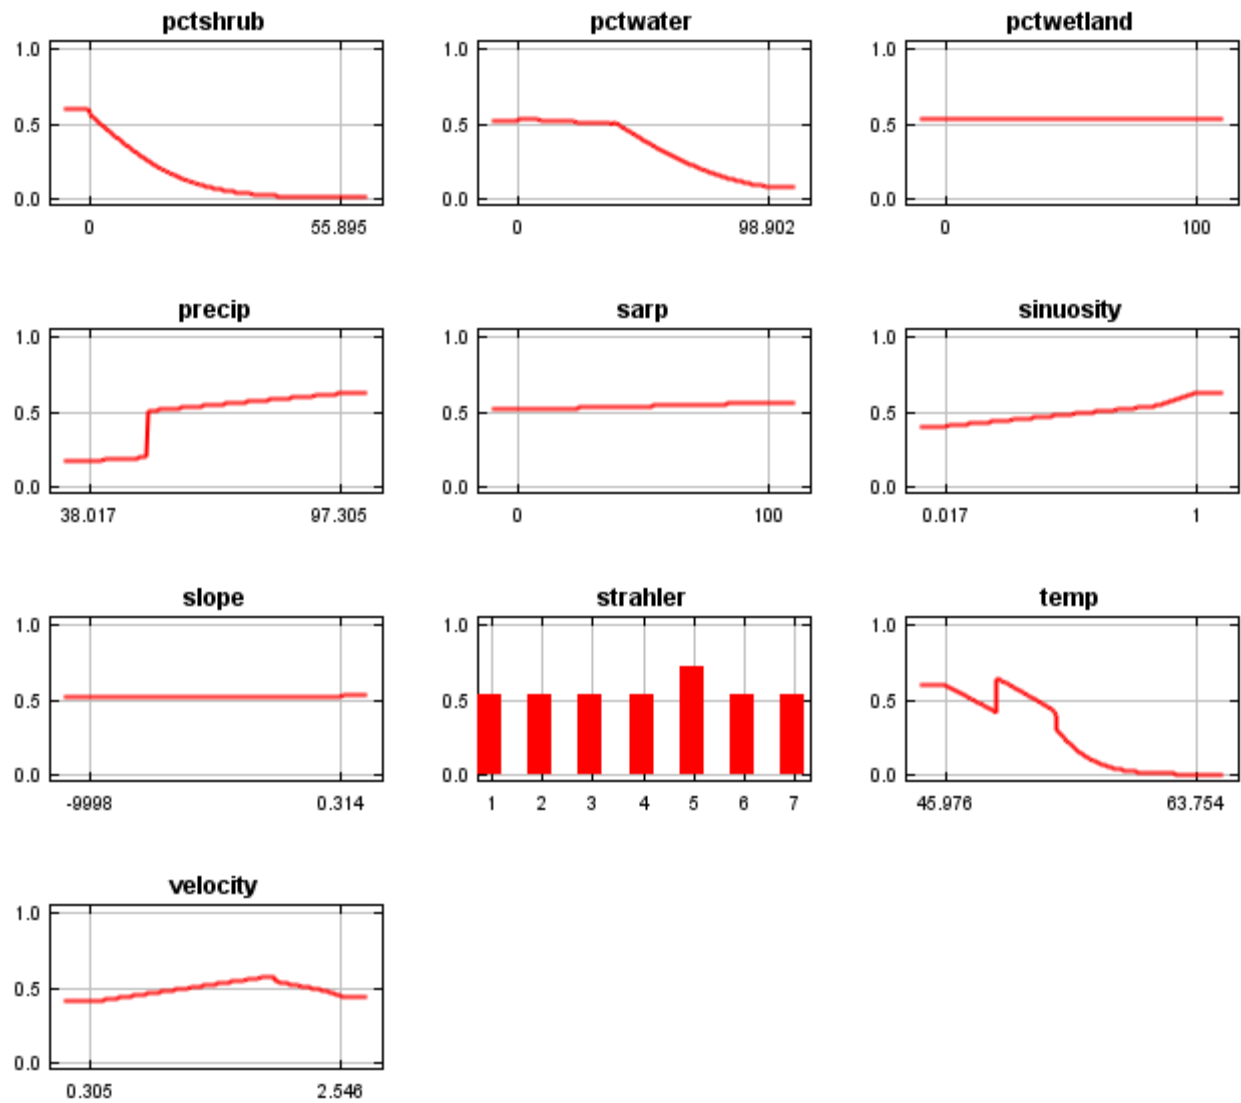 pctshrub pctwater pctwetland
1.0 1.0 1.0
0.5 0.5 0.5
0.0 0.0 0.0
0 55.895 0 98.902 0 100
precip sarp sinuosity
1.0 1.0 1.0
0.5 0.5 0.5
0.0 0.0 0.0
38.017 97.305 0 100 0.017 1
slope strahler temp
1.0 1.0 1.0
0.5 0.5 0.5
0.0 0.0 0.0
-9998 0.314 1 2 3 4 5 6 7 45.976 63.754
velocity
1.0
0.5
0.0
0.305 2.546